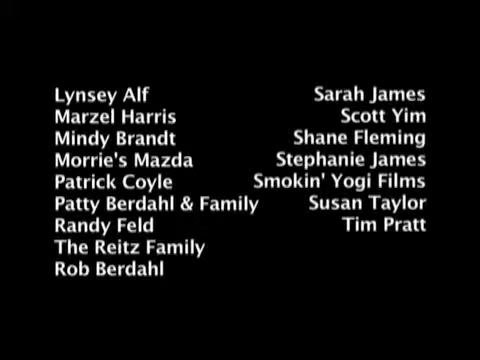 Lynsey Alf
Marzel Harris
Mindy Brandt
Morrie's Mazda
Patrick Coyle
Patty Berdahl & Family
Randy Feld
The Reitz Family
Rob Berdahl
Sarah James
Scott Yim
Shane Fleming
Stephanie James
Smokin' Yogi Films
Susan Taylor
Tim Pratt